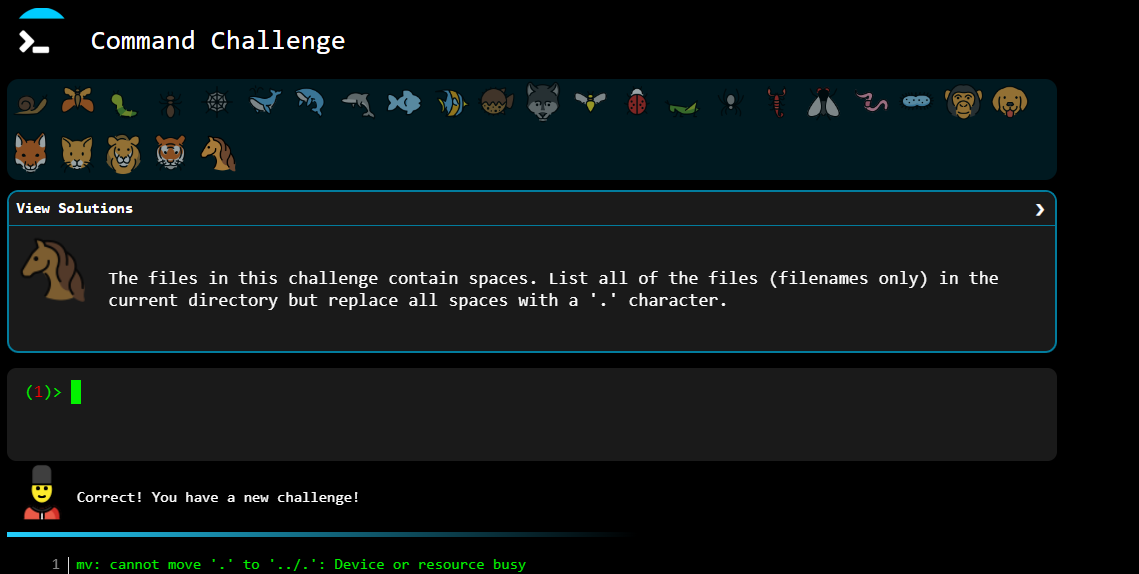 Command Challenge
View Solutions
The files in this challenge contain spaces. List all of the files (filenames only) in the
current directory but replace all spaces with a '.' character.
(1)>
Correct! You have a new challenge!
1 mv: cannot move '.' to '../.': Device or resource busy